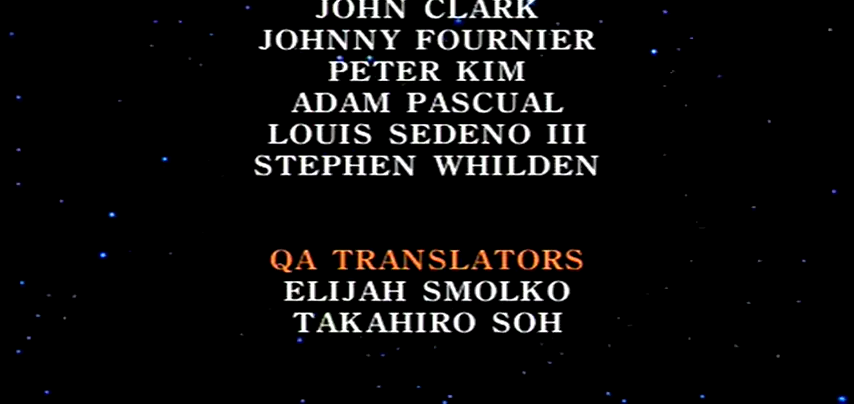 JOHN CLARK
JOHNNY FOURNIER
PETER KIM
ADAM PASCUAL
LOUIS SEDENO III
STEPHEN WHILDEN
QA TRANSLATORS
ELIJAH SMOLKO
TAKAHIRO SOH